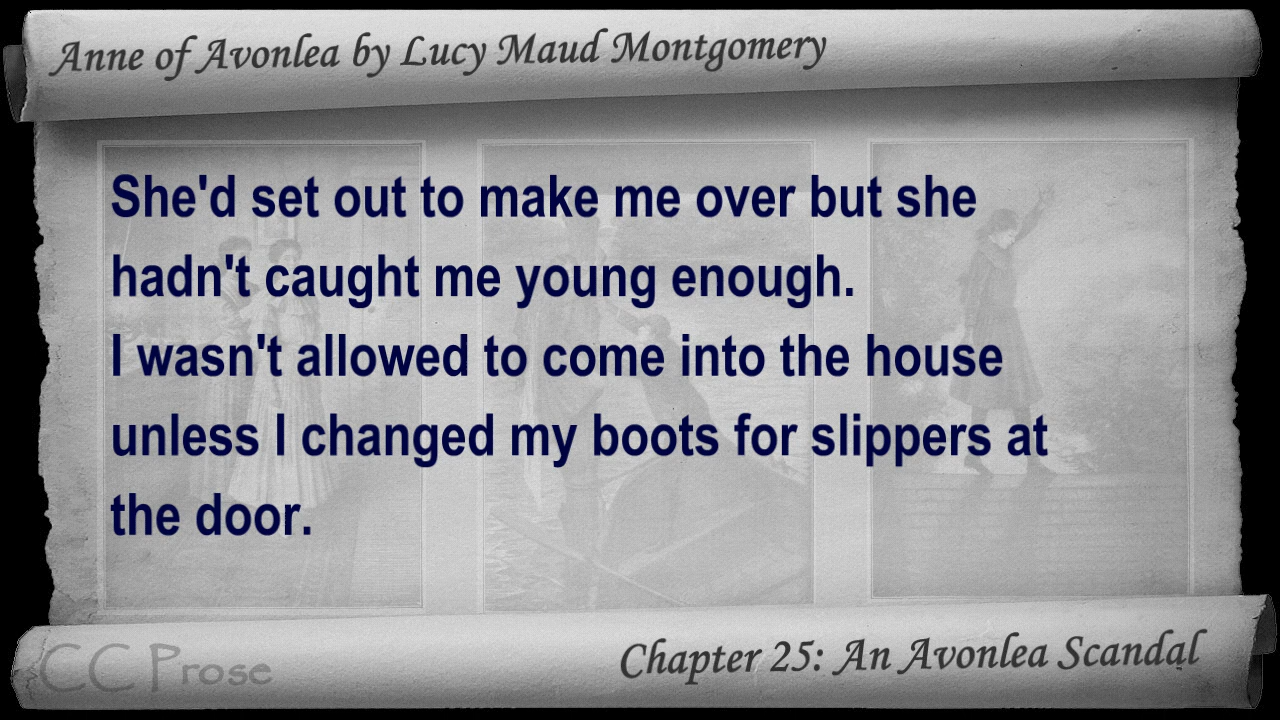 Anne of Avonlea by Lucy Maud Montgomery
She'd set out to make me over but she
hadn't caught me young enough.
I wasn't allowed to come into the house
unless I changed my boots for slippers at
the door.
CC Prose
Chapter 25: An Avonlea Scandal